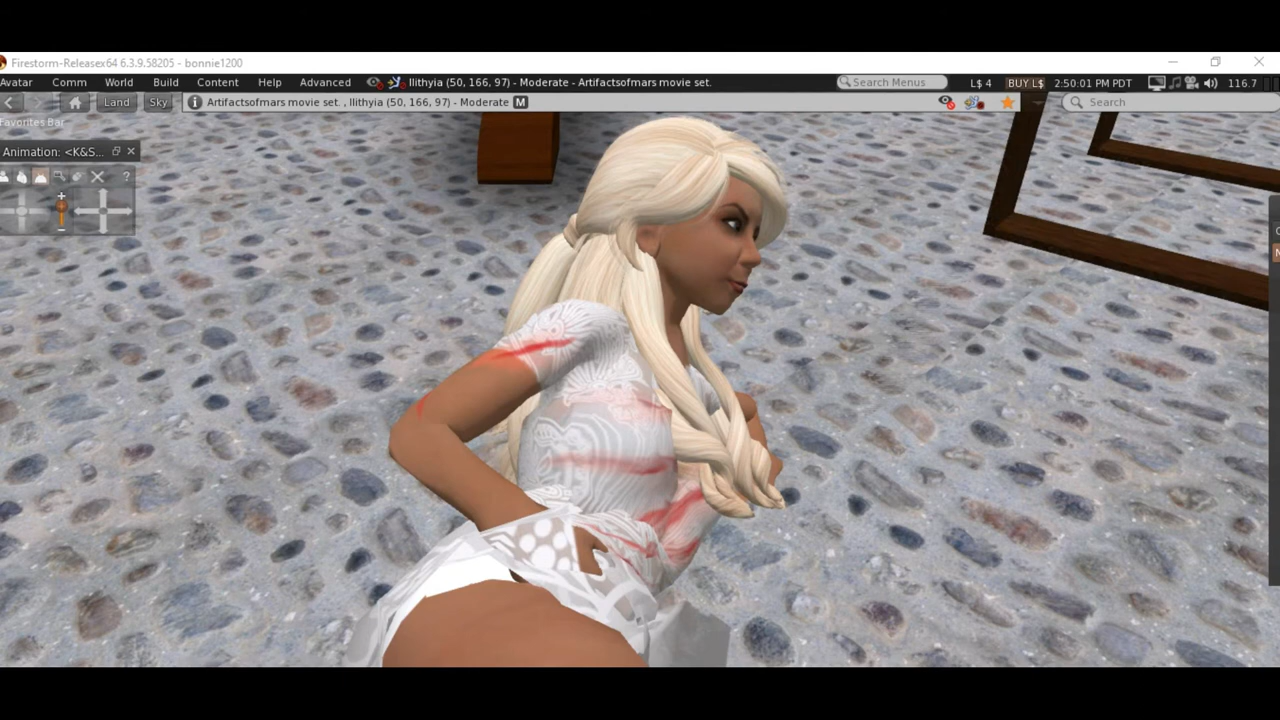 Firestorm-Releasex64 6.3.9.58205 - bonnie1200
Avatar Comm World Build Content Help Advanced Ilithyia (50, 166, 97) - Moderate - Artifactsofmars movie set. Search Menus L$ 4 BUY L$ 2:50:01 PM PDT 116.7
Land Sky Artifactsofmars movie set. , Ilithyia (50, 166, 97) - Moderate M Search
Favorites Bar
Animation: <K&S...
?